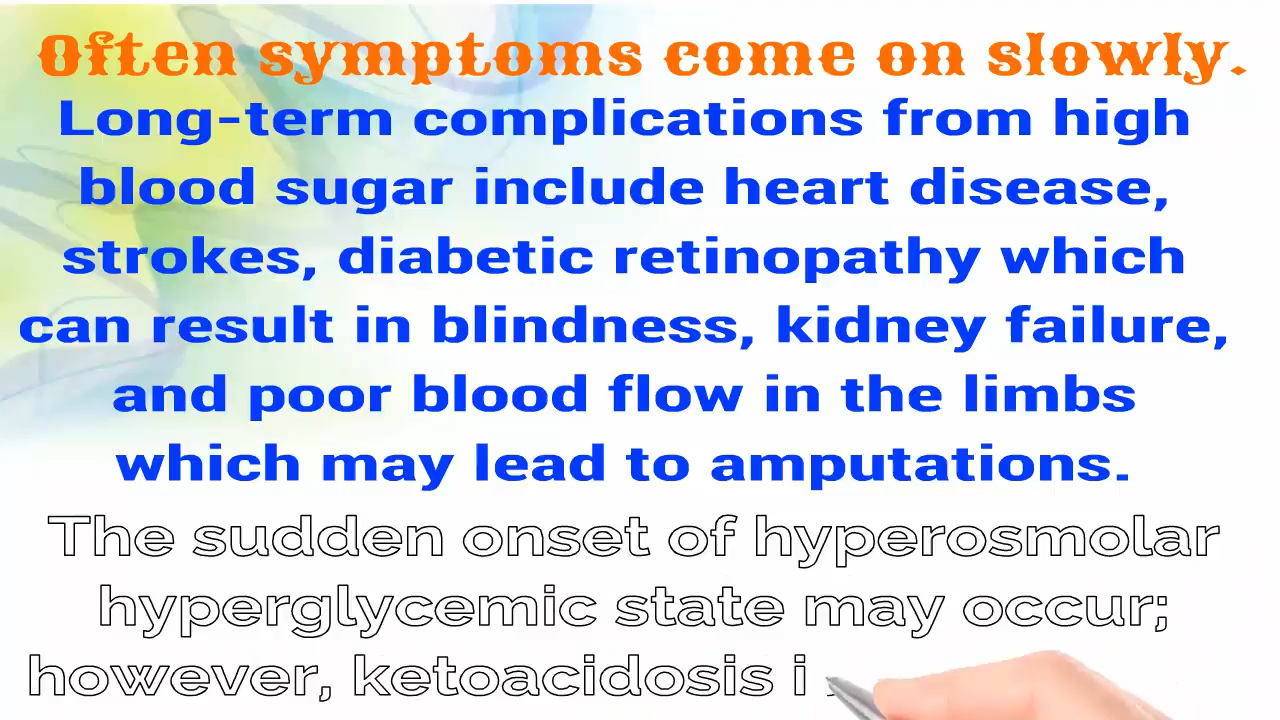 Often symptoms come on slowly.
Long-term complications from high
blood sugar include heart disease,
strokes, diabetic retinopathy which
can result in blindness, kidney failure,
and poor blood flow in the limbs
which may lead to amputations.
The sudden onset of hyperosmolar
hyperglycemic state may occur;
however, ketoacidosis i